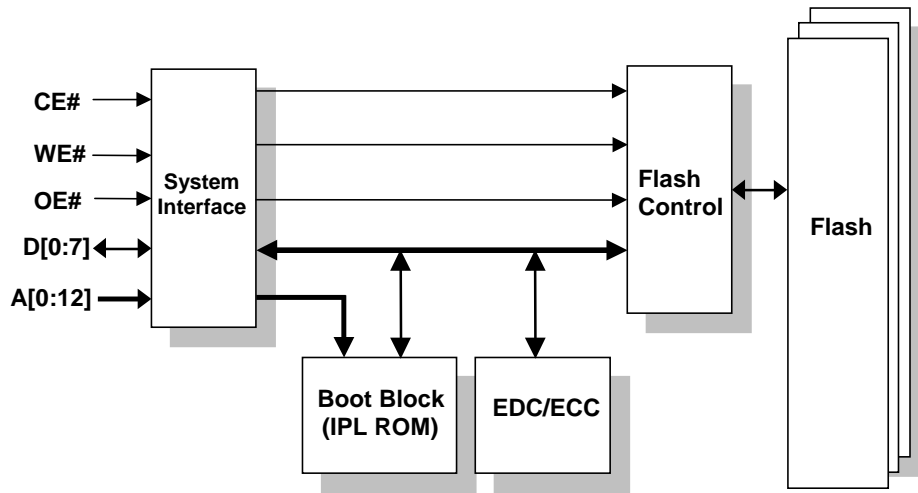 CE#
WE#
OE#
D[0:7]
A[0:12]
System
Interface
Flash
Control
Flash
Boot Block
(IPL ROM)
EDC/ECC